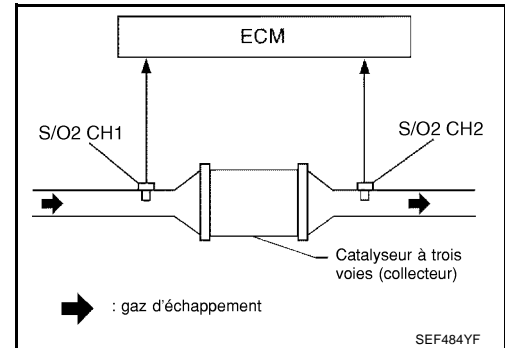 ECM
S/O2 CH1
S/O2 CH2
Catalyseur à trois
voies (collecteur)
: gaz d'échappement
SEF484YF